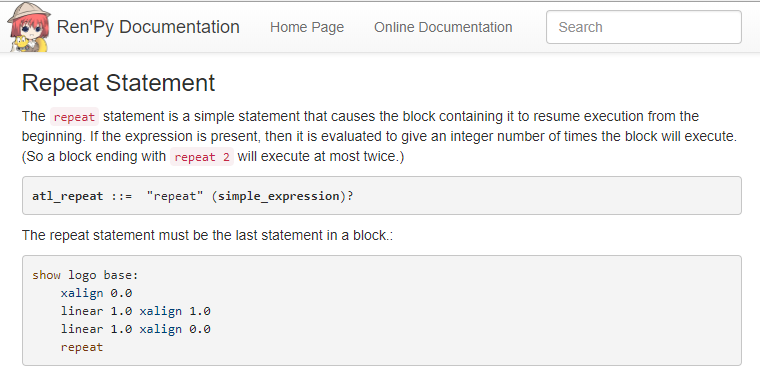 Ren'Py Documentation Home Page Online Documentation Search
Repeat Statement
The repeat statement is a simple statement that causes the block containing it to resume execution from the
beginning. If the expression is present, then it is evaluated to give an integer number of times the block will execute.
(So a block ending with repeat 2 will execute at most twice.)
atl_repeat ::=  "repeat" (simple_expression)?
The repeat statement must be the last statement in a block.:
show logo base:
    xalign 0.0
    linear 1.0 xalign 1.0
    linear 1.0 xalign 0.0
    repeat